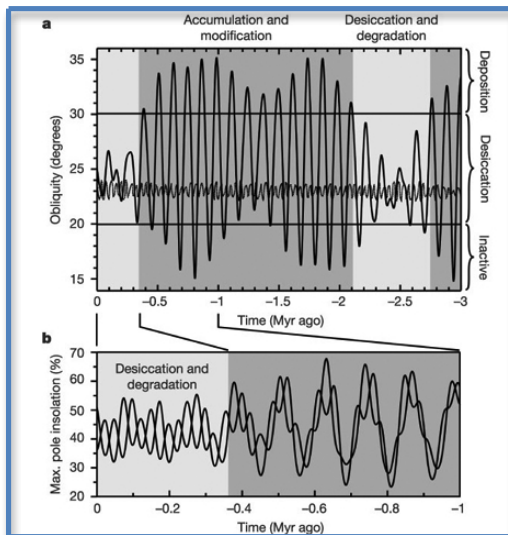 a
Accumulation and
modification
Desiccation and
degradation
35
30
25
20
15
Obliquity (degrees)
Deposition
Desiccation
Inactive
0
−0.5
−1
−1.5
−2
−2.5
−3
Time (Myr ago)
b
Desiccation and
degradation
70
60
50
40
30
20
Max. pole insolation (%)
0
−0.2
−0.4
−0.6
−0.8
−1
Time (Myr ago)